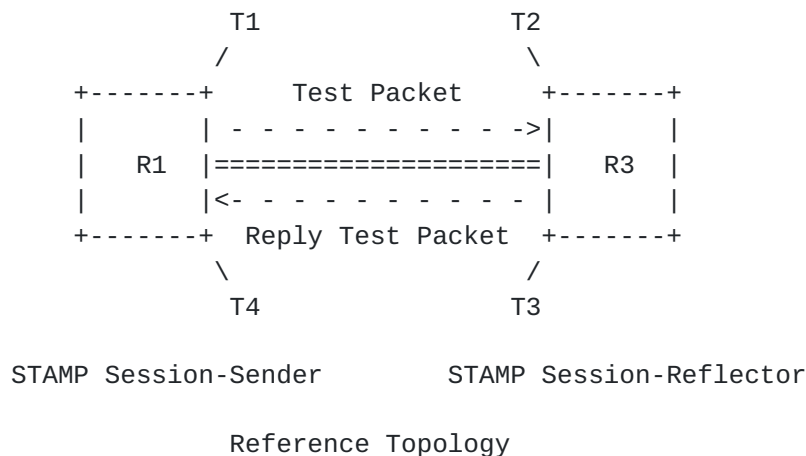 T1 T2
Test Packet
R1 R3
Reply Test Packet
T4 T3
STAMP Session-Sender STAMP Session-Reflector
Reference Topology